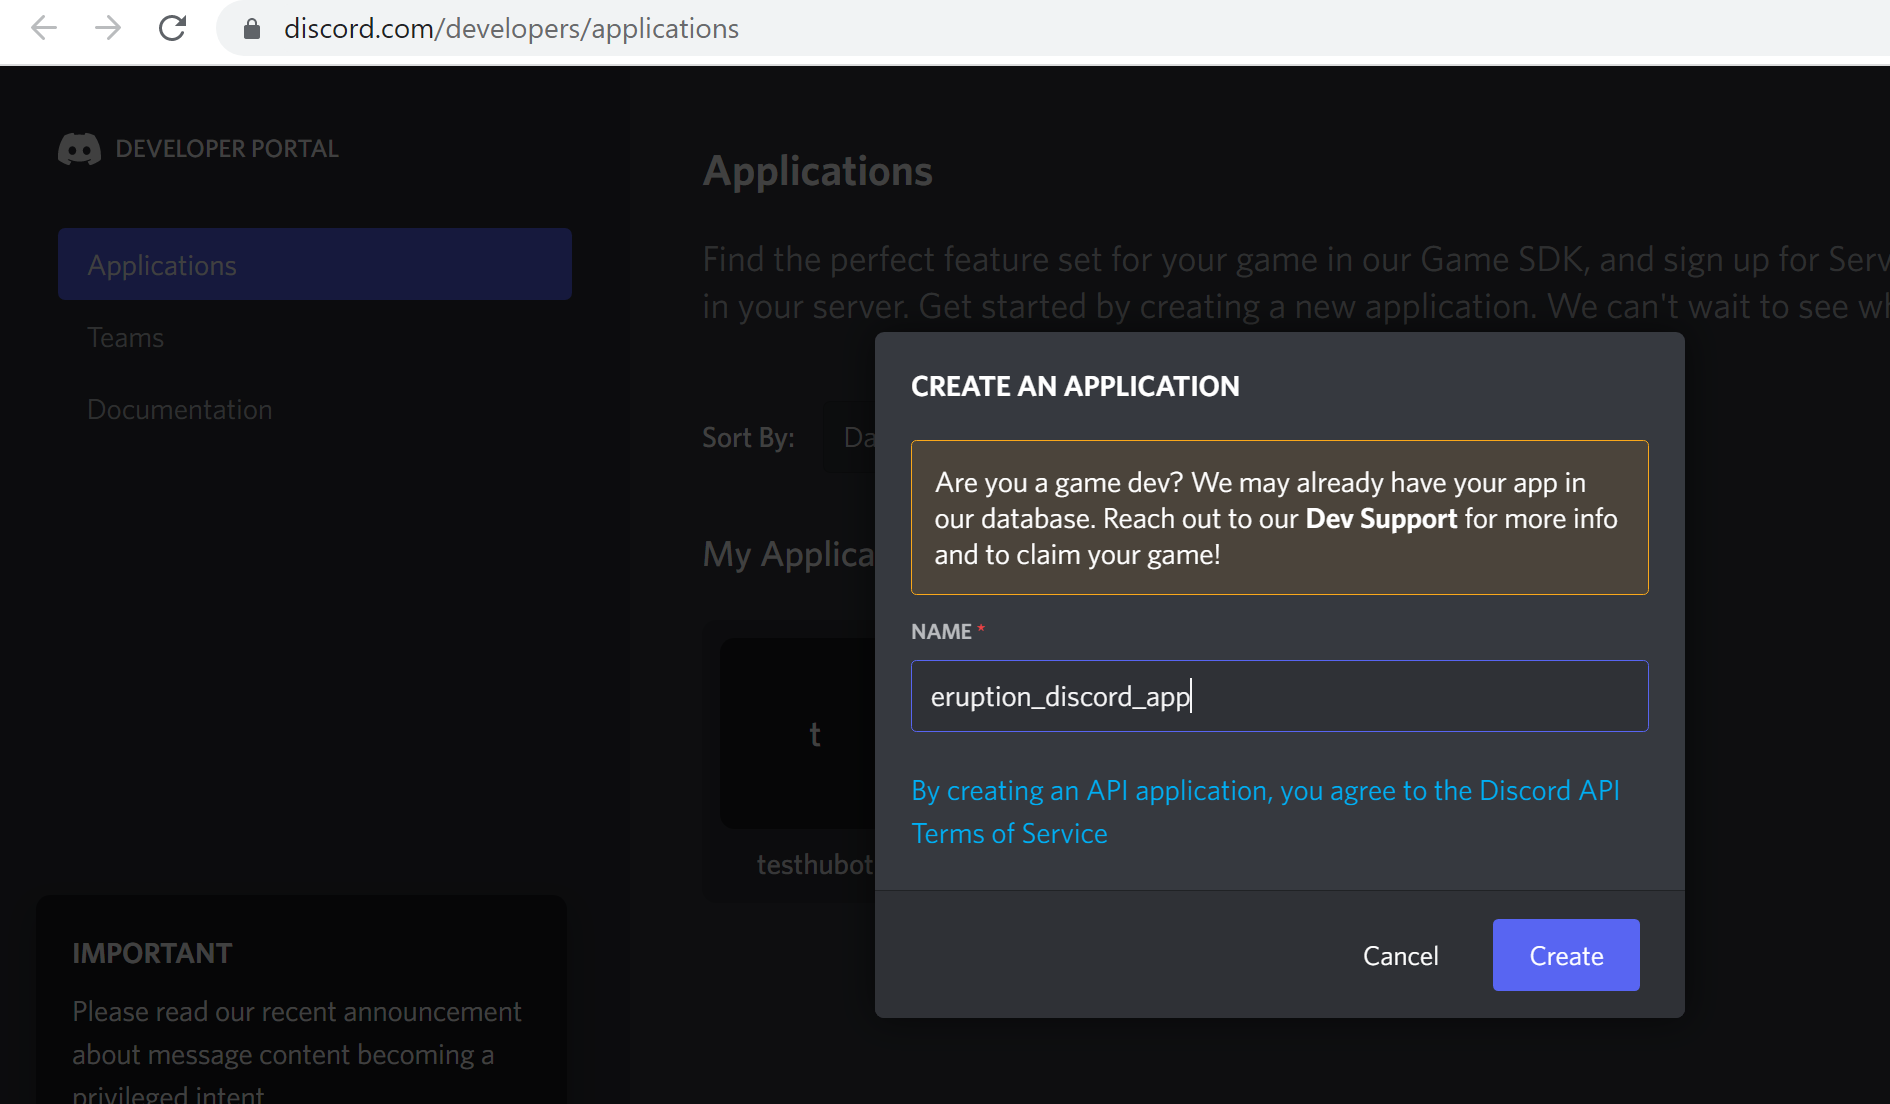 discord.com/developers/applications
DEVELOPER PORTAL
Applications
Teams
Documentation
IMPORTANT
Please read our recent announcement
about message content becoming a
privileged intent
Applications
Find the perfect feature set for your game in our Game SDK, and sign up for Serv
in your server. Get started by creating a new application. We can't wait to see wh
Sort By: Da
My Applica
t
testhubot
CREATE AN APPLICATION
Are you a game dev? We may already have your app in
our database. Reach out to our Dev Support for more info
and to claim your game!
NAME *
eruption_discord_app
By creating an API application, you agree to the Discord API
Terms of Service
Cancel Create